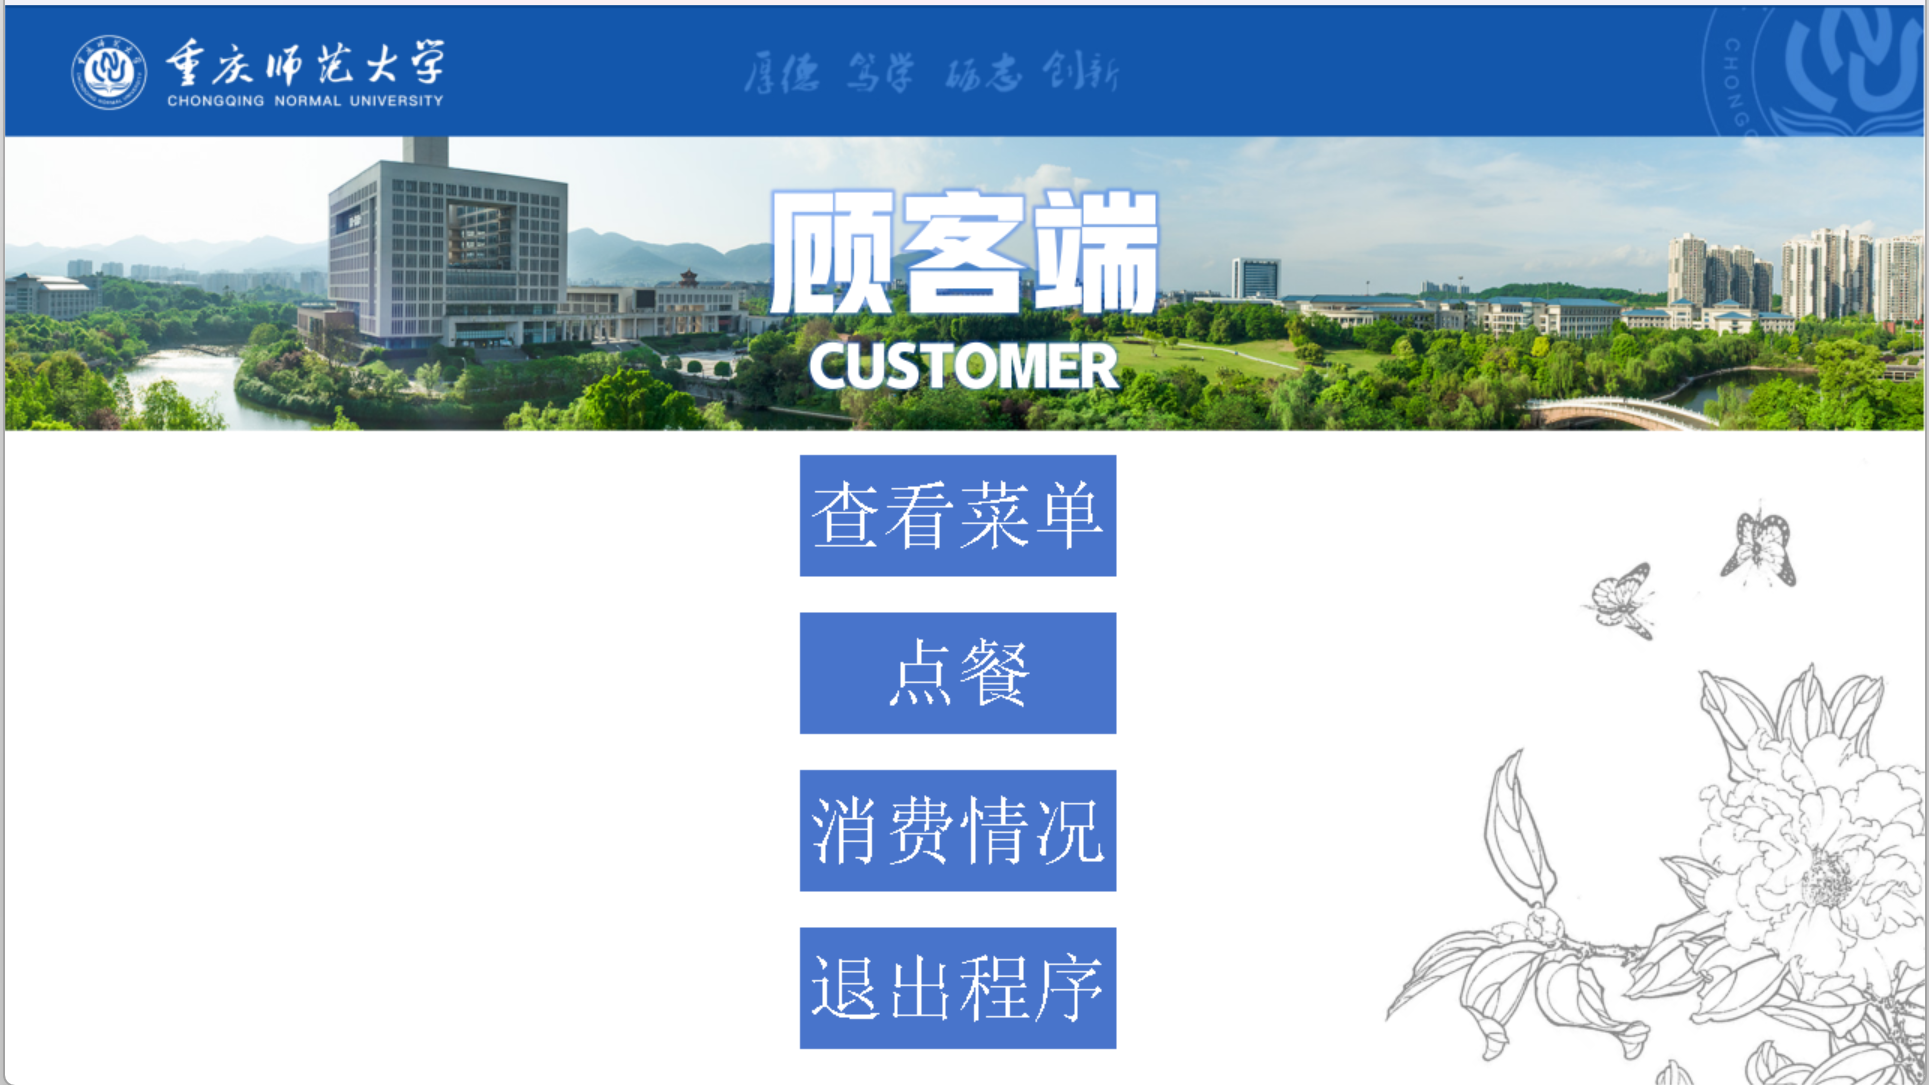 重庆师范大学
CHONGQING NORMAL UNIVERSITY
厚德 笃学 砺志 创新
CHONGQ
顾客端
CUSTOMER
查看菜单
点餐
消费情况
退出程序